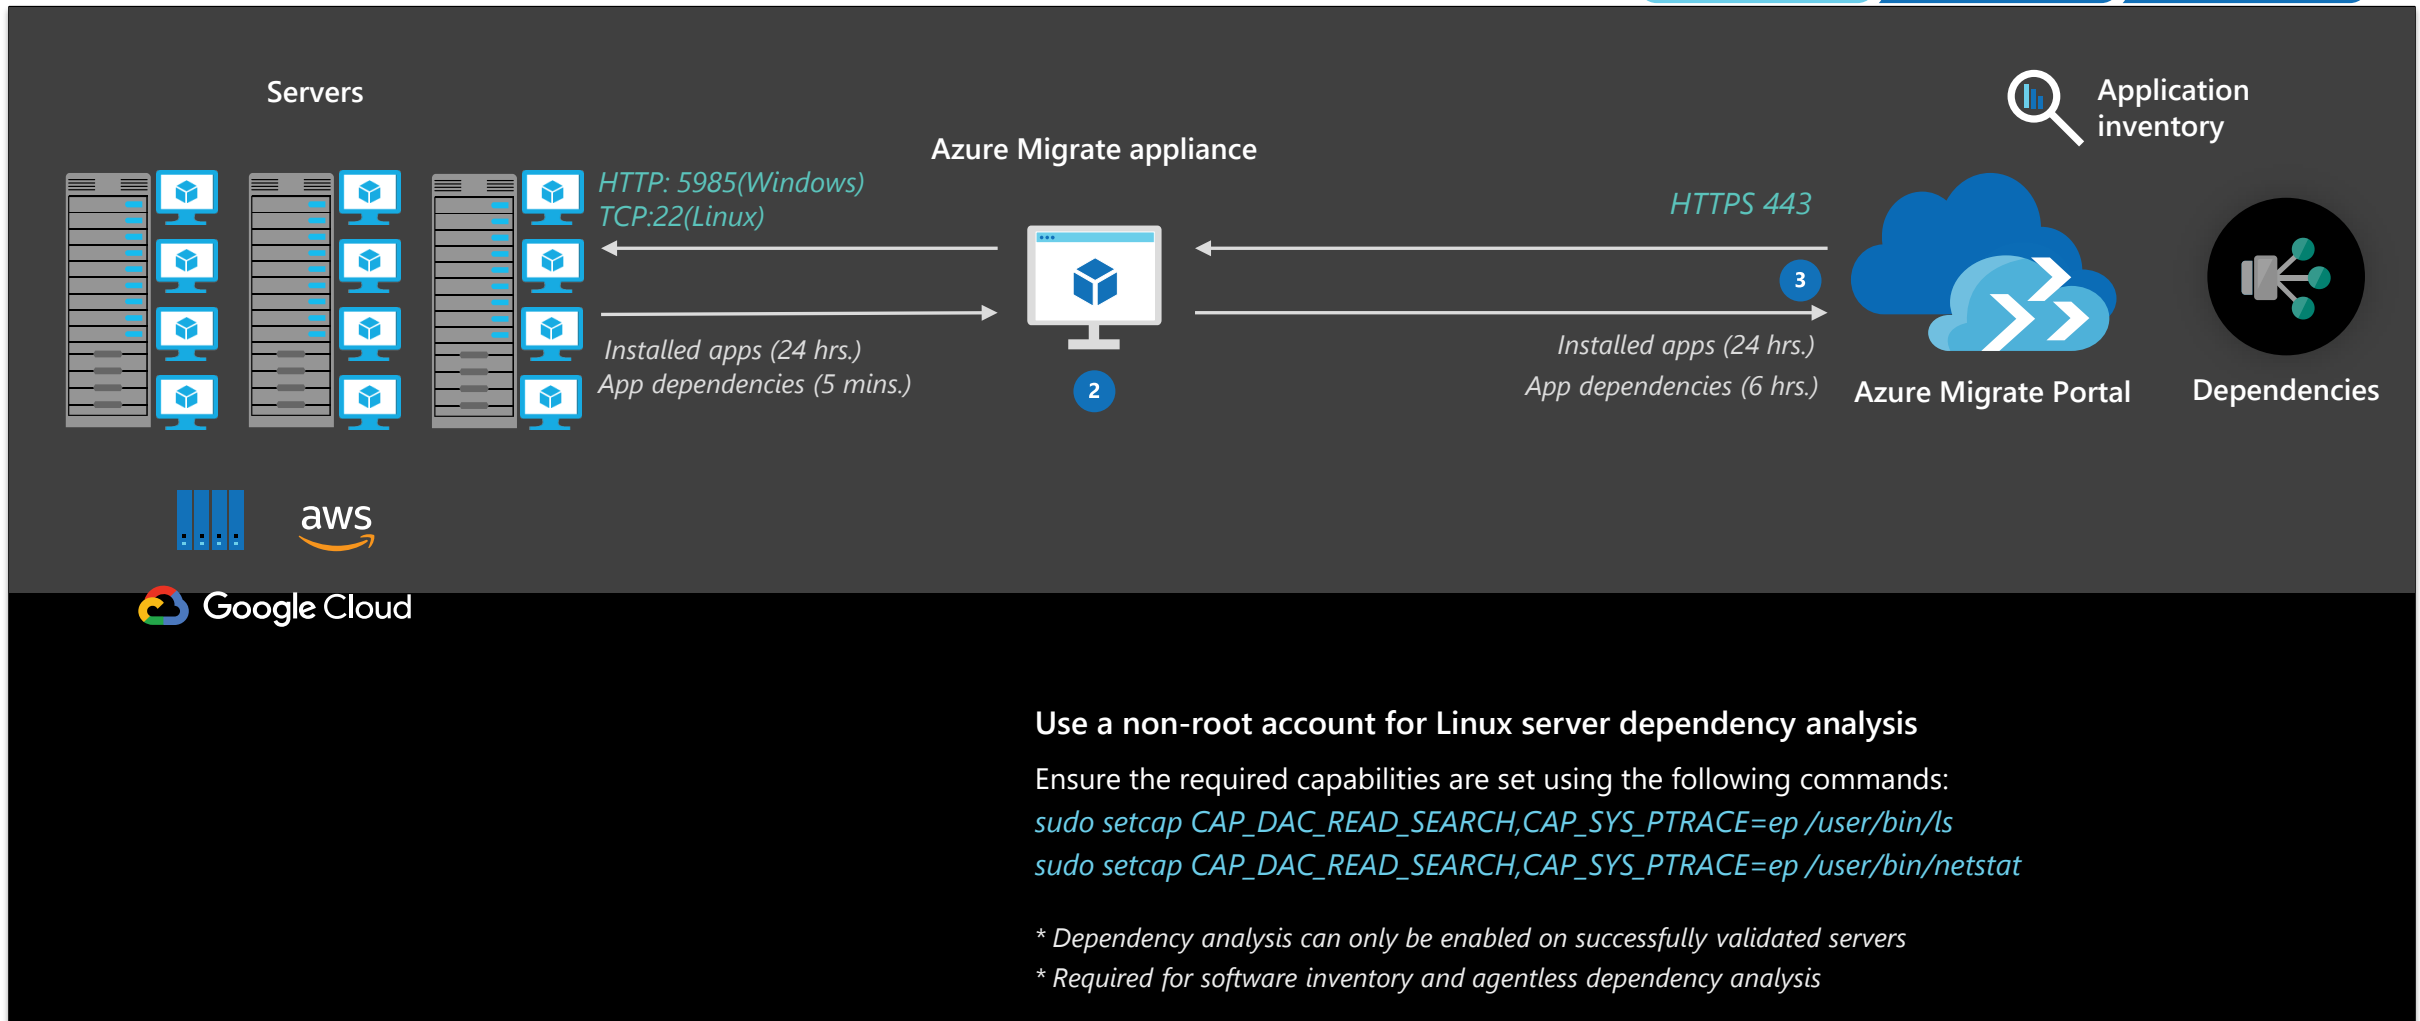 Servers
HTTP: 5985(Windows)
TCP:22(Linux)
Installed apps (24 hrs.)
App dependencies (5 mins.)
aws
Google Cloud
Azure Migrate appliance
2
HTTPS 443
3
Installed apps (24 hrs.)
App dependencies (6 hrs.)
Application
inventory
Azure Migrate Portal
Dependencies
Use a non-root account for Linux server dependency analysis
Ensure the required capabilities are set using the following commands:
sudo setcap CAP_DAC_READ_SEARCH,CAP_SYS_PTRACE=ep /user/bin/ls
sudo setcap CAP_DAC_READ_SEARCH,CAP_SYS_PTRACE=ep /user/bin/netstat
* Dependency analysis can only be enabled on successfully validated servers
* Required for software inventory and agentless dependency analysis